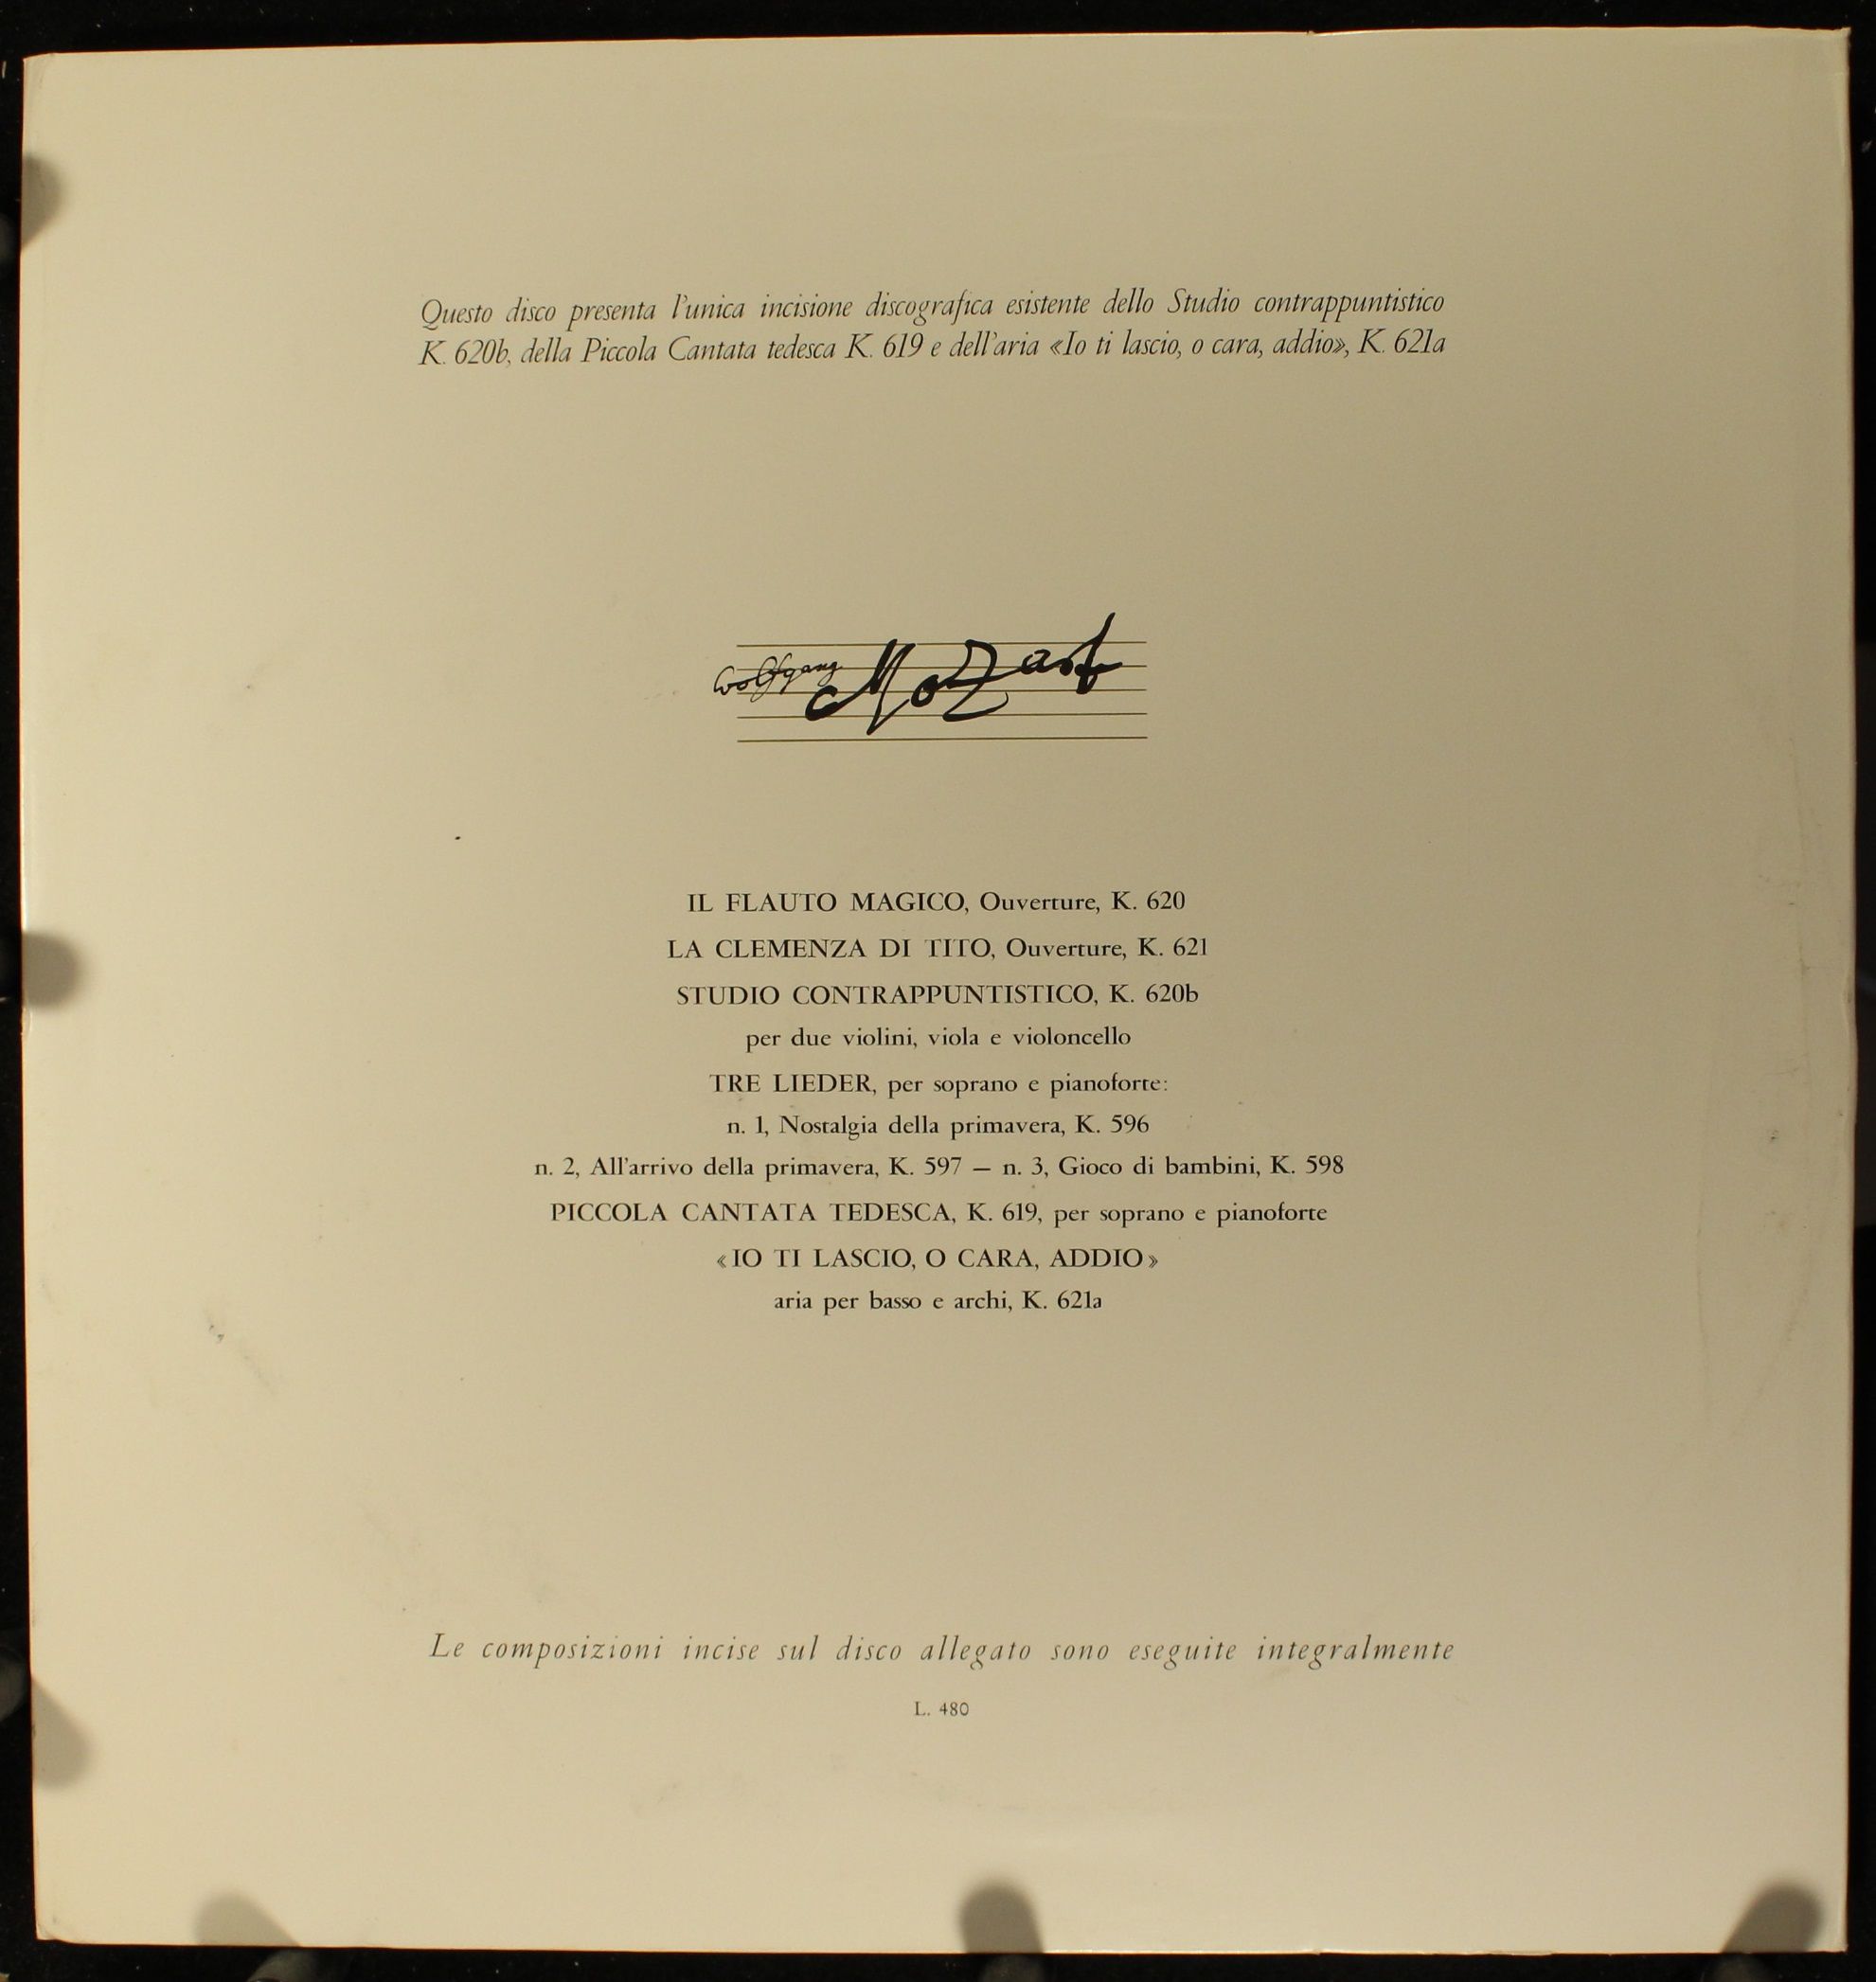 Questo disco presenta l'unica incisione discografica esistente dello Studio contrappuntistico
K. 620b, della Piccola Cantata tedesca K. 619 e dell'aria «Io ti lascio, o cara, addio», K. 621a
Wolfgang Mozart
IL FLAUTO MAGICO, Ouverture, K. 620
LA CLEMENZA DI TITO, Ouverture, K. 621
STUDIO CONTRAPPUNTISTICO, K. 620b
per due violini, viola e violoncello
TRE LIEDER, per soprano e pianoforte:
n. 1, Nostalgia della primavera, K. 596
n. 2, All'arrivo della primavera, K. 597 — n. 3, Gioco di bambini, K. 598
PICCOLA CANTATA TEDESCA, K. 619, per soprano e pianoforte
«IO TI LASCIO, O CARA, ADDIO»
aria per basso e archi, K. 621a
Le composizioni incise sul disco allegato sono eseguite integralmente
L. 480